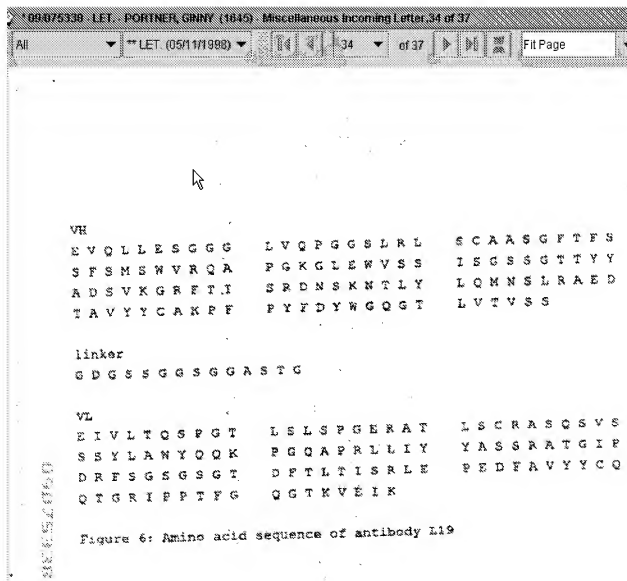 '09/075338 - LET. - PORTNER, GINNY (1645) - Miscellaneous Incoming Letter,34 of 37
All ** LET. (05/11/1998) 34 of 37 Fit Page
VH
E V Q L L E S G G G L V Q P G G S L R L S C A A S G F T F S
S F S M S W V R Q A P G K G L E W V S S I S G S S G T T Y Y
A D S V K G R F T I S R D N S K N T L Y L Q M N S L R A E D
T A V Y Y C A K P F P Y F D Y W G Q G T L V T V S S
linker
G D G S S G G S G G A S T G
VL
E I V L T Q S P G T L S L S P G E R A T L S C R A S Q S V S
S S Y L A W Y Q Q K P G Q A P R L L I Y Y A S S R A T G I P
D R F S G S G S G T D F T L T I S R L E P E D F A V Y Y C Q
Q T G R I P P T F G Q G T K V E I K
Figure 6: Amino acid sequence of antibody L19